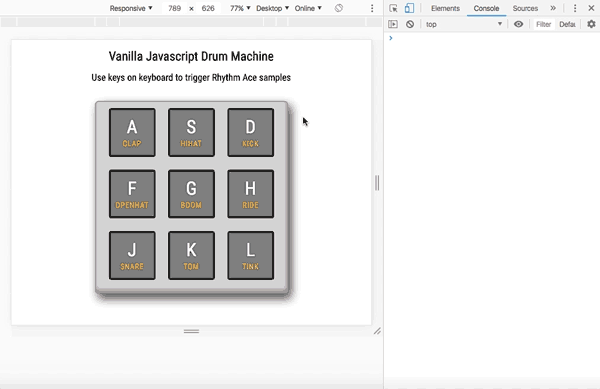 Responsive ▾ 789 × 626 77% ▾ Desktop ▾ Online ▾
Elements Console Sources »
top ▾ Filter Defau
Vanilla Javascript Drum Machine
Use keys on keyboard to trigger Rhythm Ace samples
A S D
CLAP HIHAT KICK
F G H
OPENHAT BOOM RIDE
J K L
SNARE TOM TINK